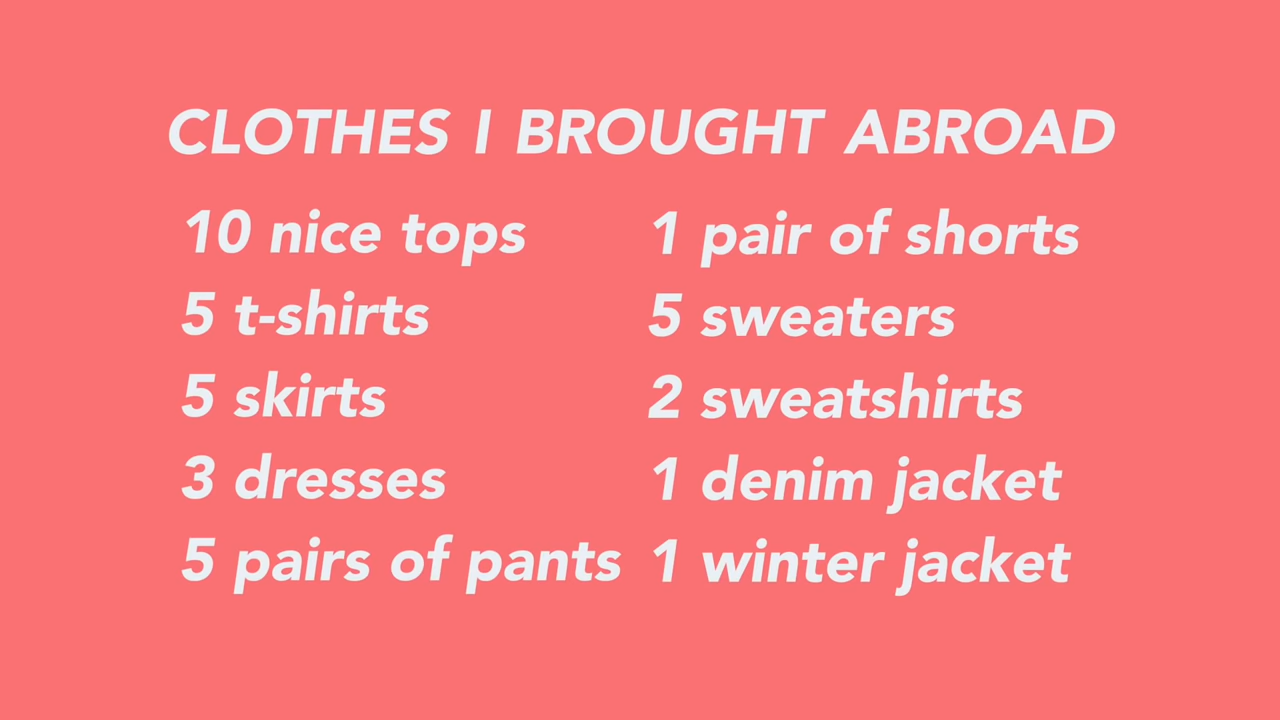 CLOTHES I BROUGHT ABROAD
10 nice tops
5 t-shirts
5 skirts
3 dresses
5 pairs of pants
1 pair of shorts
5 sweaters
2 sweatshirts
1 denim jacket
1 winter jacket